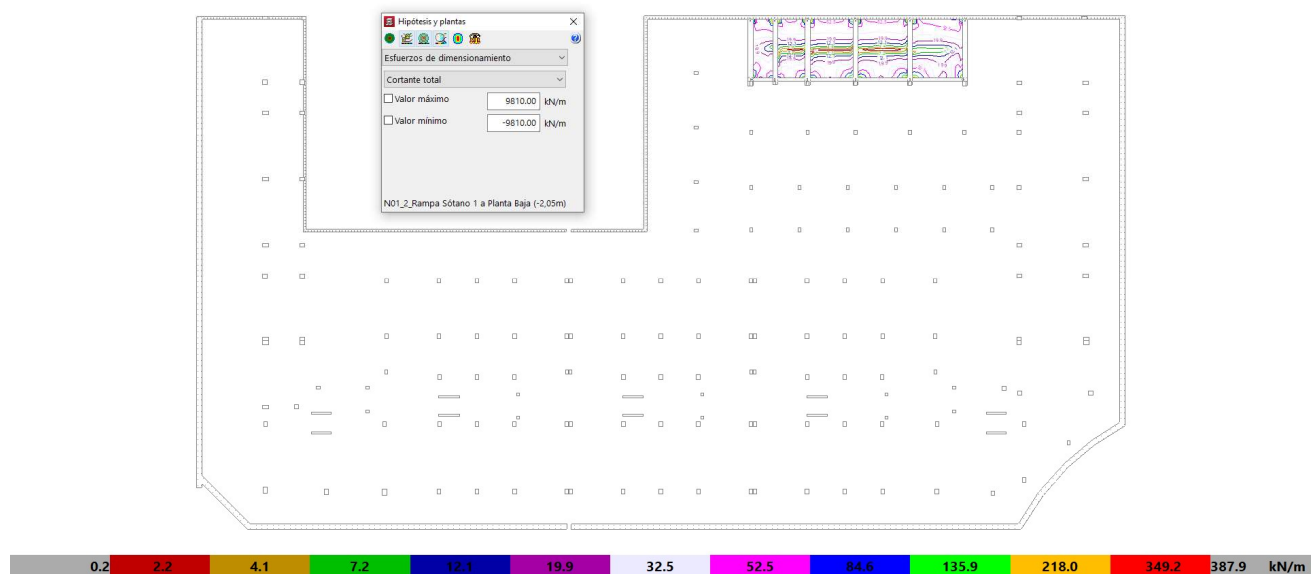 Hipótesis y plantas
Esfuerzos de dimensionamiento
Cortante total
Valor máximo 9810.00 kN/m
Valor mínimo -9810.00 kN/m
N01_2_Rampa Sótano 1 a Planta Baja (-2,05m)
0.2 2.2 4.1 7.2 12.1 19.9 32.5 52.5 84.6 135.9 218.0 349.2 387.9 kN/m